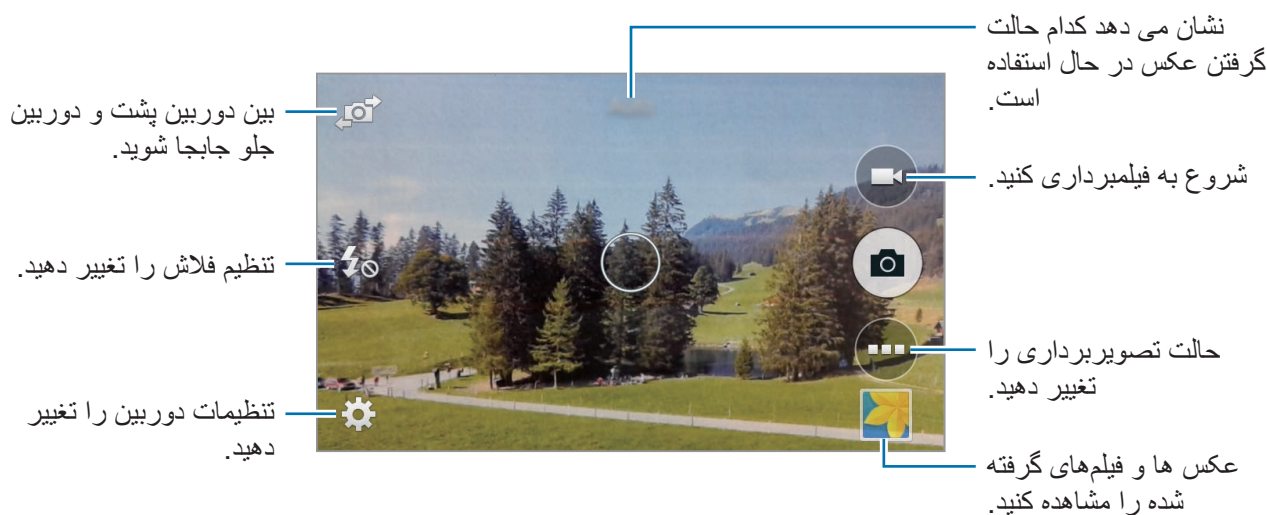 نشان می دهد کدام حالت
گرفتن عکس در حال استفاده
است.
بین دوربین پشت و دوربین
جلو جابجا شوید.
شروع به فیلمبرداری کنید.
تنظیم فلاش را تغییر دهید.
حالت تصویربرداری را
تغییر دهید.
تنظیمات دوربین را تغییر
دهید.
عکس ها و فیلم‌های گرفته
شده را مشاهده کنید.